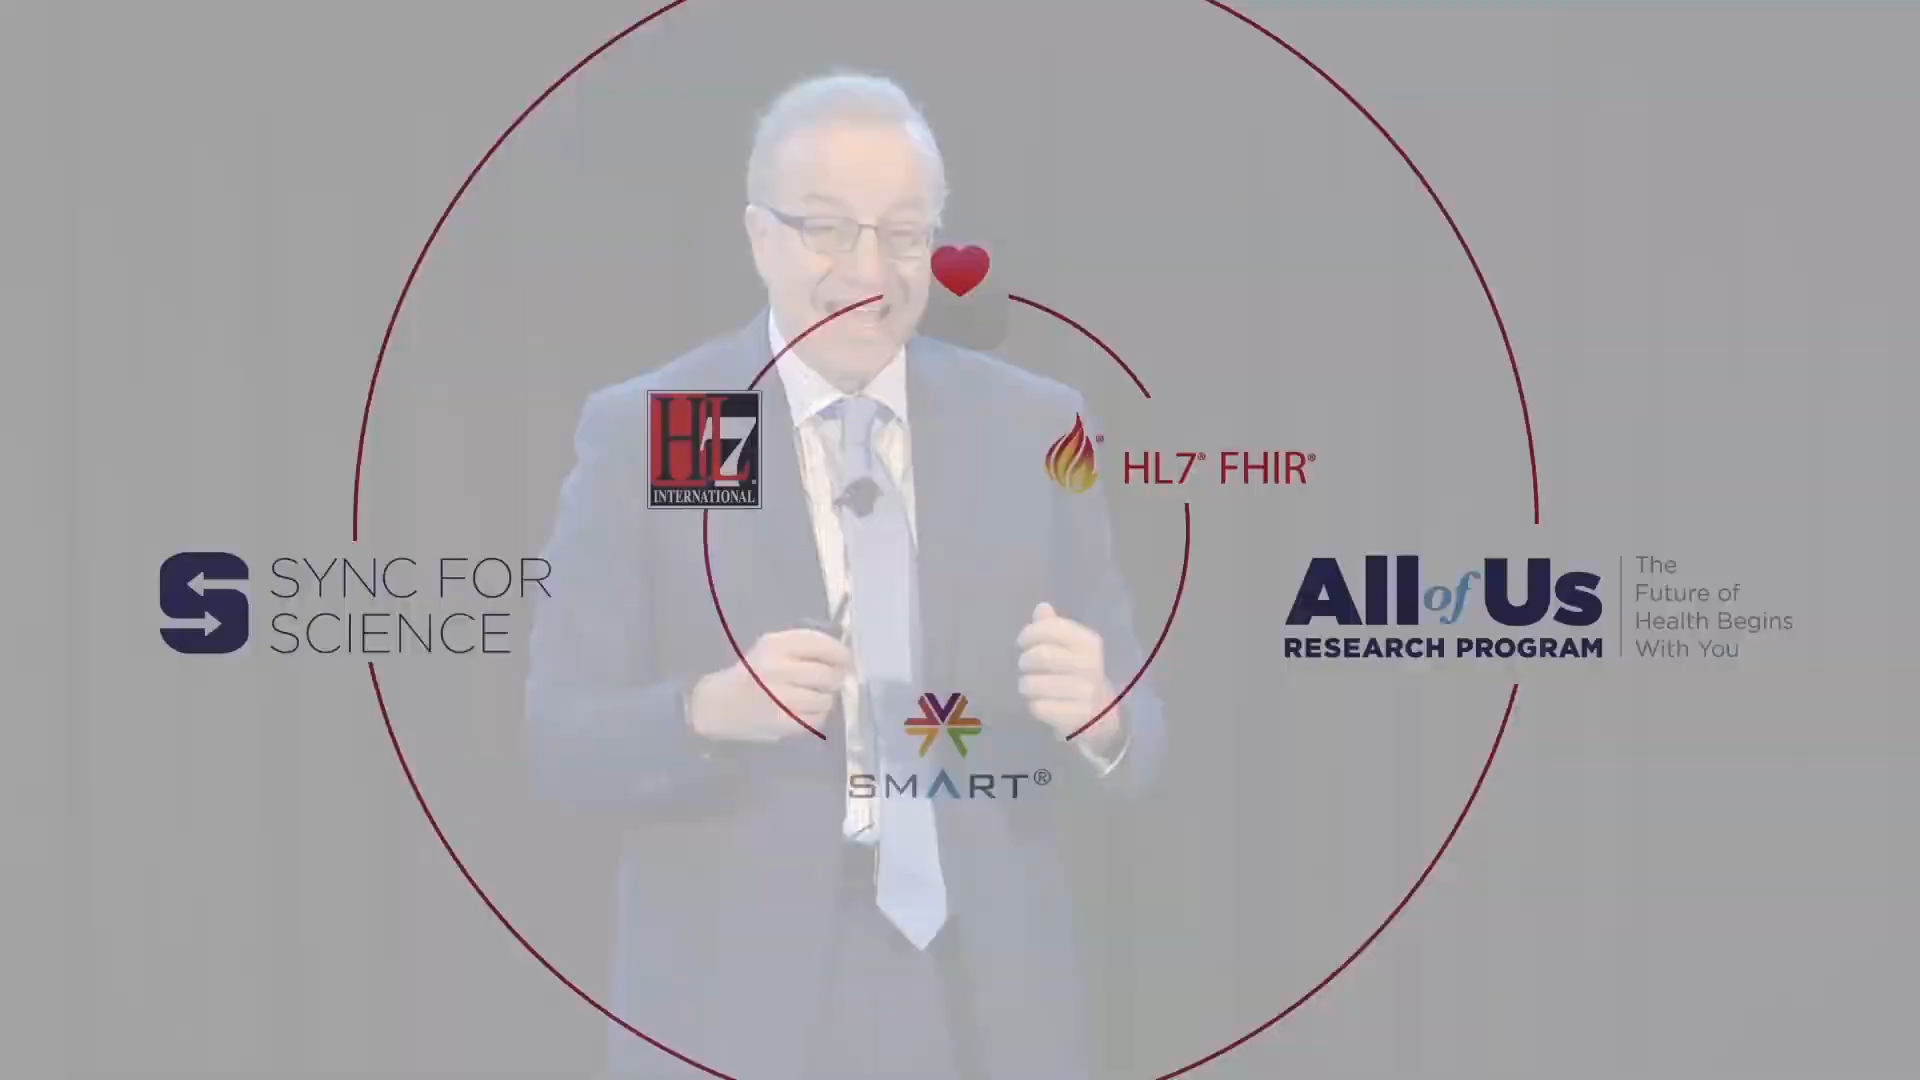 HL7.
INTERNATIONAL
HL7® FHIR®
SYNC FOR
SCIENCE
All of Us
RESEARCH PROGRAM
The
Future of
Health Begins
With You
SMART®